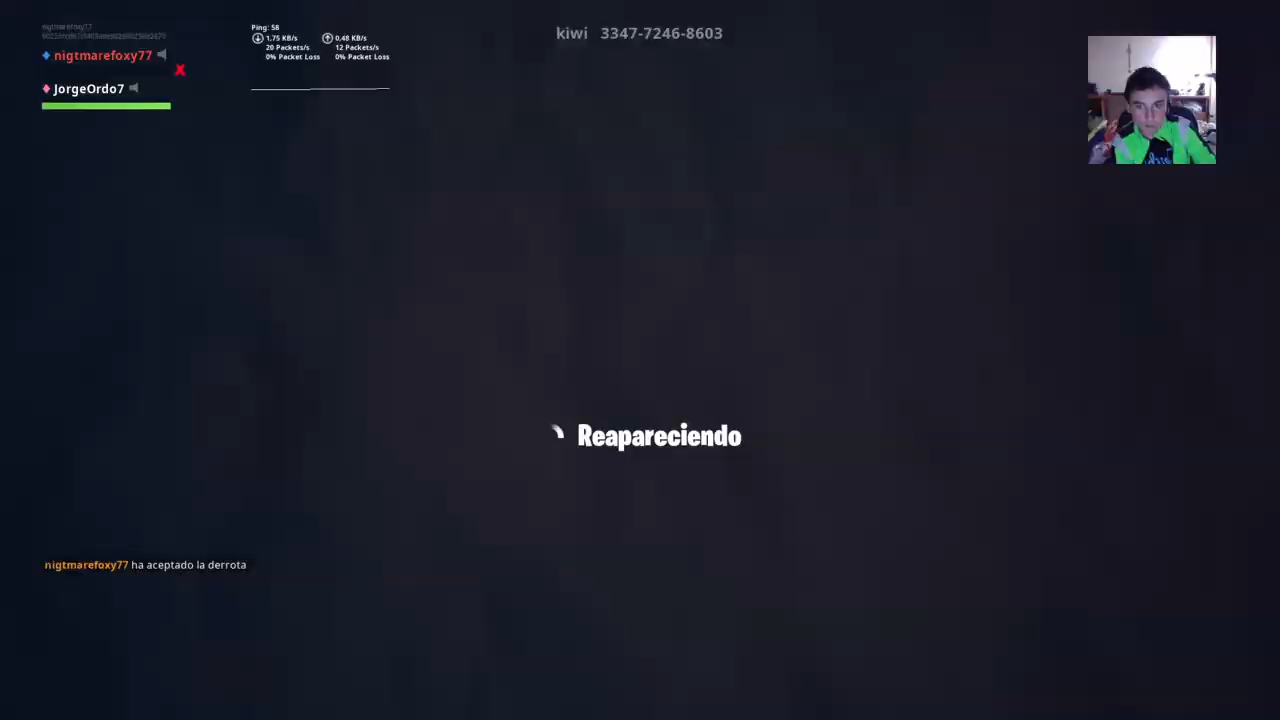 nigtmarefoxy77
nigtmarefoxy77
JorgeOrdo7
Ping: 58
1,75 KB/s 0,48 KB/s
20 Packets/s 12 Packets/s
0% Packet Loss 0% Packet Loss
kiwi 3347-7246-8603
Reapareciendo
nigtmarefoxy77 ha aceptado la derrota